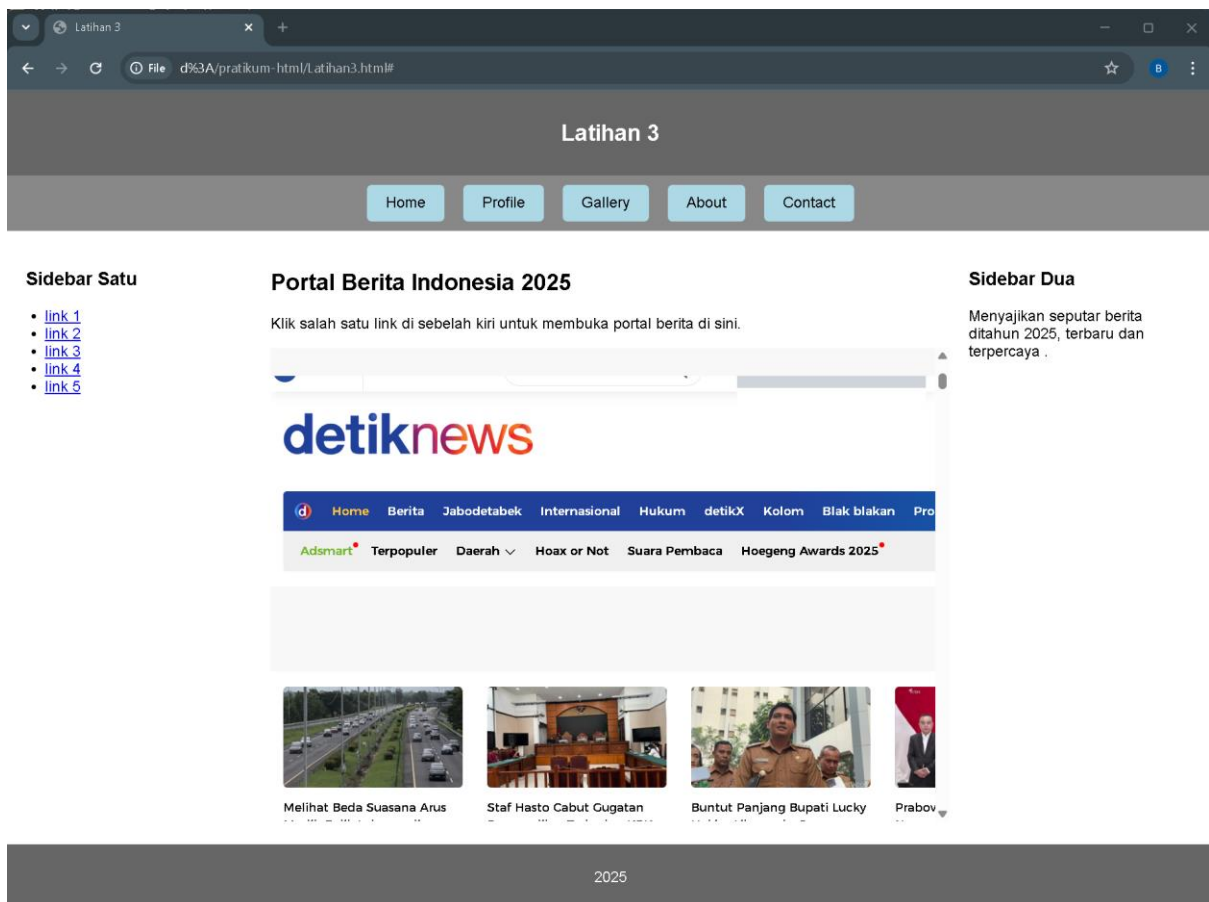 Latihan 3
File d%3A/pratikum-html/Latihan3.html#
B
Latihan 3
Home Profile Gallery About Contact
Sidebar Satu
link 1
link 2
link 3
link 4
link 5
Portal Berita Indonesia 2025
Klik salah satu link di sebelah kiri untuk membuka portal berita di sini.
detiknews
d Home Berita Jabodetabek Internasional Hukum detikX Kolom Blak blakan Pro
Adsmart Terpopuler Daerah Hoax or Not Suara Pembaca Hoegeng Awards 2025
Melihat Beda Suasana Arus
Staf Hasto Cabut Gugatan
Buntut Panjang Bupati Lucky
Prabow
Sidebar Dua
Menyajikan seputar berita
ditahun 2025, terbaru dan
terpercaya .
2025